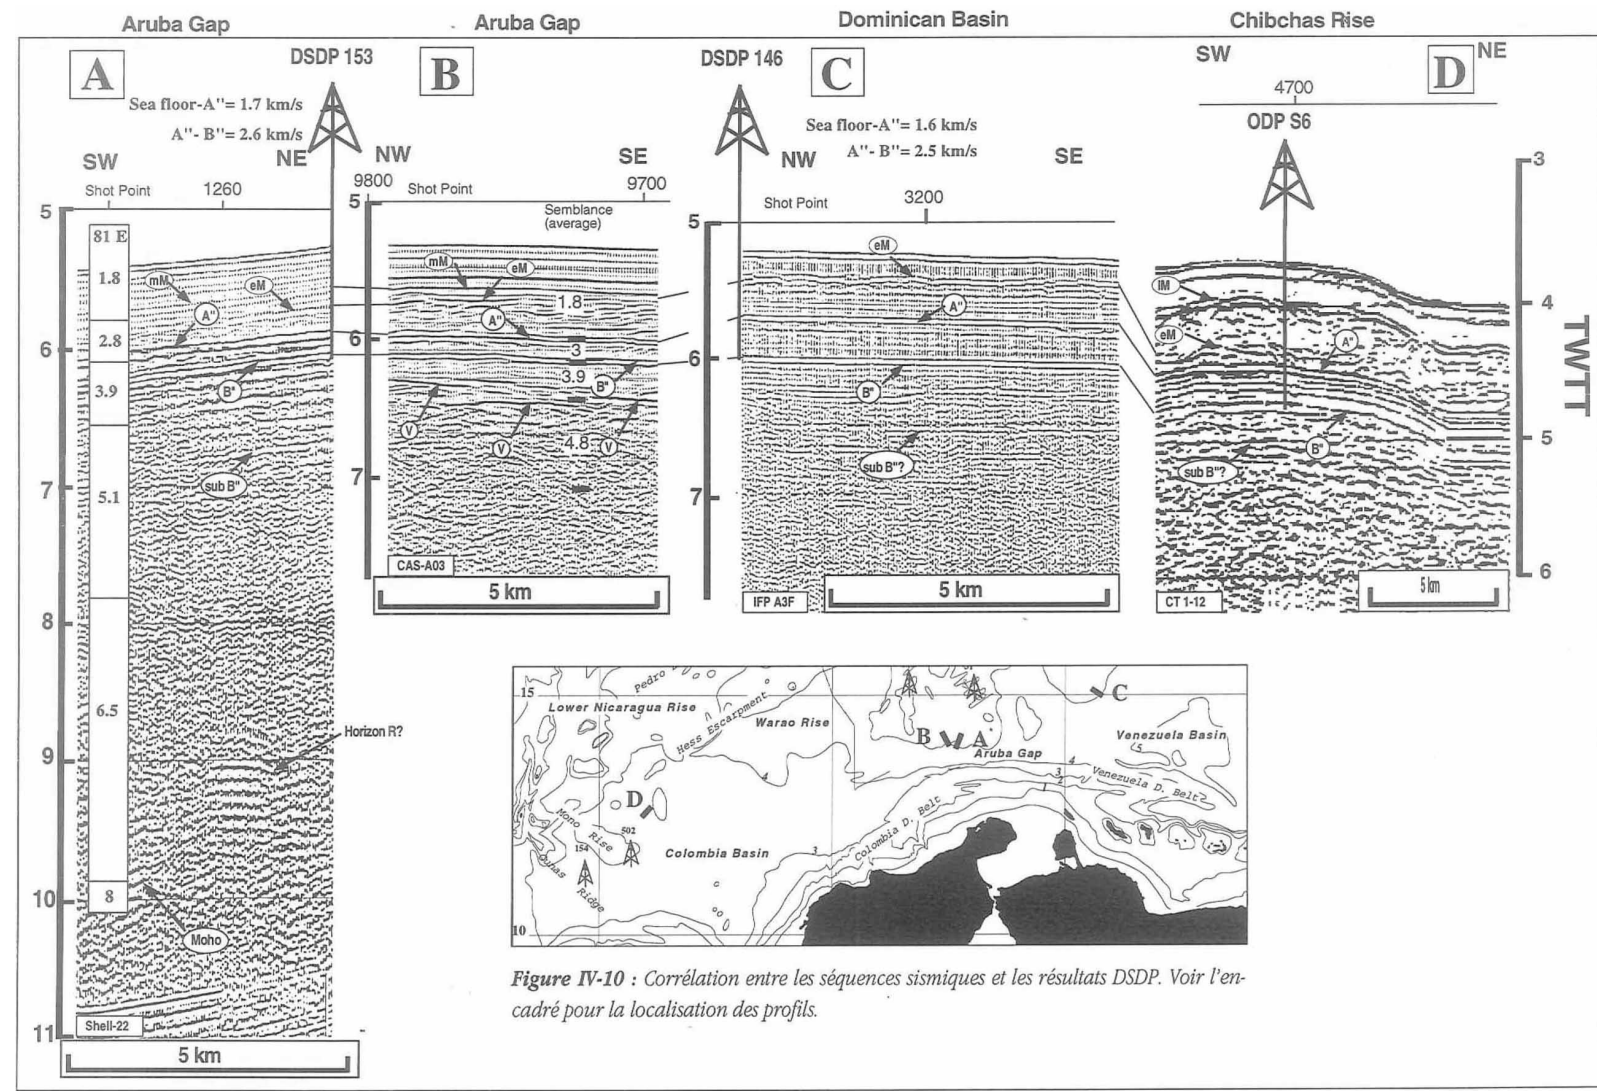 Aruba Gap
Aruba Gap
Dominican Basin
Chibchas Rise
A
DSDP 153
Sea floor-A"= 1.7 km/s
A"- B"= 2.6 km/s
SW
NE
Shot Point
1260
5
6
7
8
9
10
11
81 E
1.8
2.8
3.9
5.1
6.5
8
mM
eM
A"
B"
sub B"
Horizon R?
Moho
Shell-22
5 km
B
NW
SE
9800
Shot Point
9700
Semblance
(average)
5
6
7
mM
eM
1.8
A"
3
3.9
B"
V
V
4.8
V
CAS-A03
5 km
DSDP 146
C
Sea floor-A"= 1.6 km/s
A"- B"= 2.5 km/s
NW
SE
Shot Point
3200
5
6
7
eM
A"
B"
sub B"?
IFP A3F
5 km
SW
D
NE
4700
ODP S6
3
4
5
6
TWTT
IM
eM
A"
B"
sub B"?
CT 1-12
5 km
15
Pedro
Lower Nicaragua Rise
Hess Escarpment
Warao Rise
4
B
A
C
Aruba Gap
Venezuela Basin
5
4
3
2
1
Venezuela D. Belt
D
Mono Rise
502
154
Ridge
Colombia Basin
3
Colombia D. Belt
10
Figure IV-10 : Corrélation entre les séquences sismiques et les résultats DSDP. Voir l'en-
cadré pour la localisation des profils.